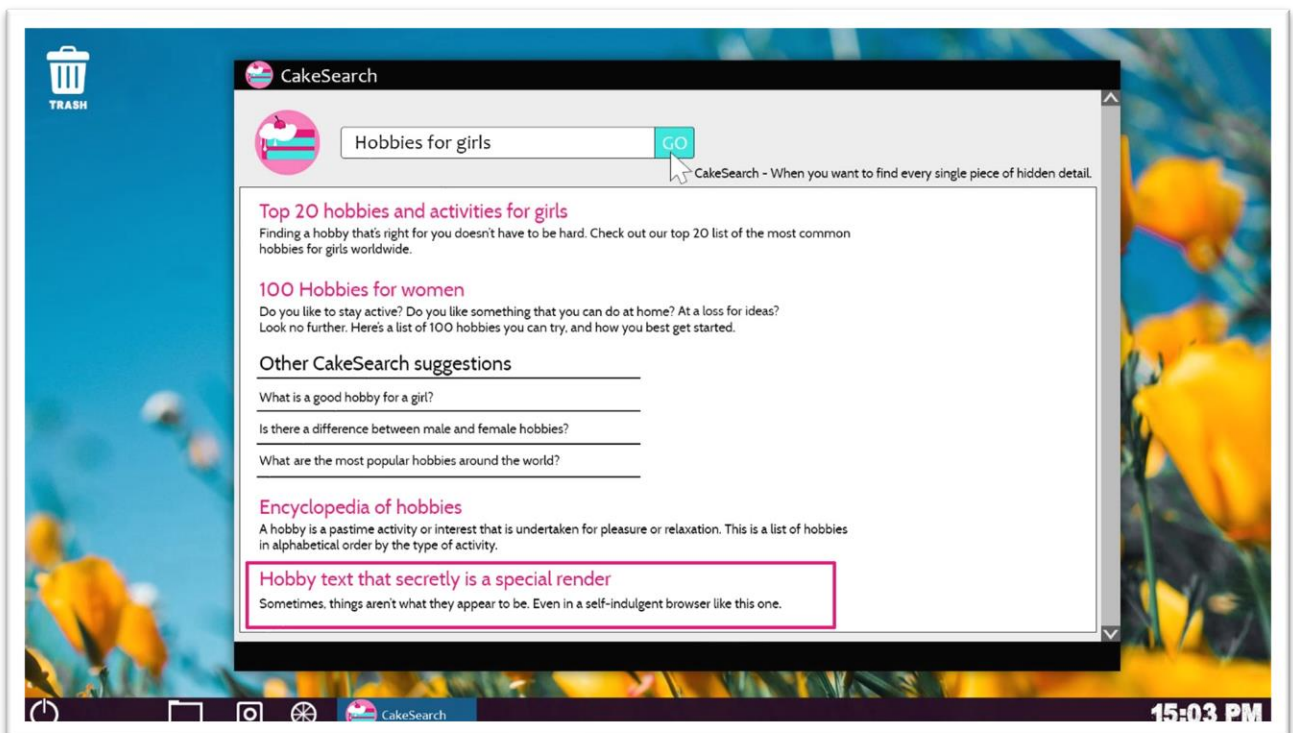 TRASH
CakeSearch
Hobbies for girls
GO
CakeSearch - When you want to find every single piece of hidden detail.
Top 20 hobbies and activities for girls
Finding a hobby that's right for you doesn't have to be hard. Check out our top 20 list of the most common
hobbies for girls worldwide.
100 Hobbies for women
Do you like to stay active? Do you like something that you can do at home? At a loss for ideas?
Look no further. Here's a list of 100 hobbies you can try, and how you best get started.
Other CakeSearch suggestions
What is a good hobby for a girl?
Is there a difference between male and female hobbies?
What are the most popular hobbies around the world?
Encyclopedia of hobbies
A hobby is a pastime activity or interest that is undertaken for pleasure or relaxation. This is a list of hobbies
in alphabetical order by the type of activity.
Hobby text that secretly is a special render
Sometimes, things aren't what they appear to be. Even in a self-indulgent browser like this one.
CakeSearch
15:03 PM